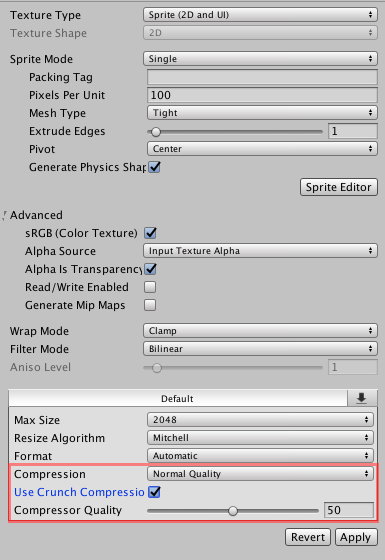 Texture Type Sprite (2D and UI)
Texture Shape 2D
Sprite Mode Single
Packing Tag
Pixels Per Unit 100
Mesh Type Tight
Extrude Edges 1
Pivot Center
Generate Physics Shap
Sprite Editor
Advanced
sRGB (Color Texture)
Alpha Source Input Texture Alpha
Alpha Is Transparency
Read/Write Enabled
Generate Mip Maps
Wrap Mode Clamp
Filter Mode Bilinear
Aniso Level 1
Default
Max Size 2048
Resize Algorithm Mitchell
Format Automatic
Compression Normal Quality
Use Crunch Compressio
Compressor Quality 50
Revert Apply